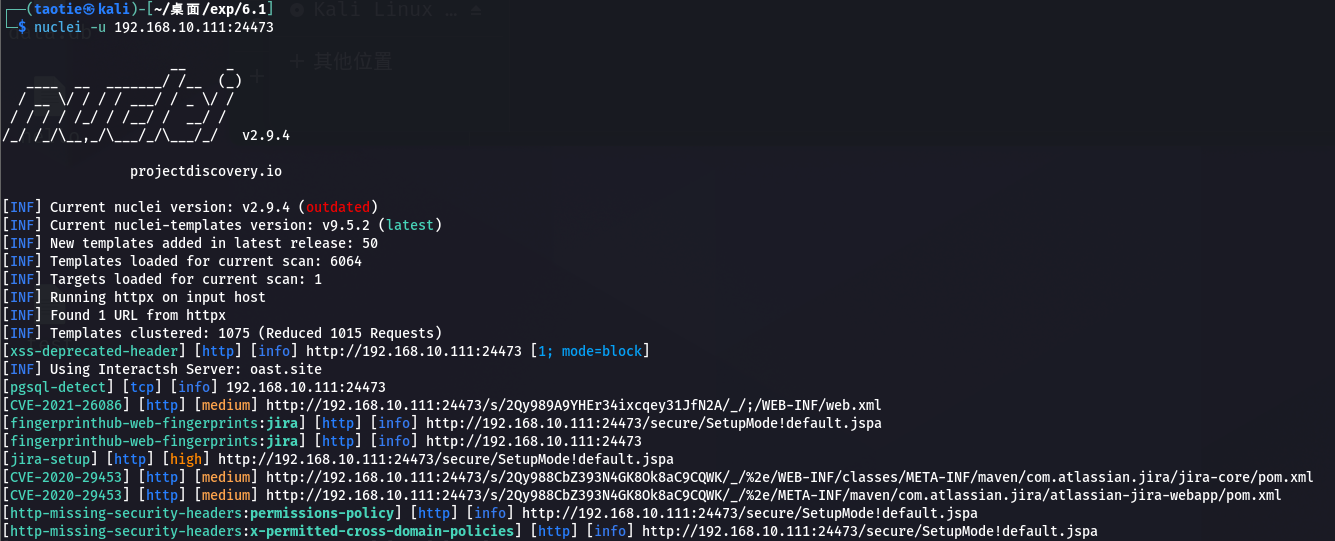 ┌──(taotie㉿kali)-[~/桌面/exp/6.1]
└─$ nuclei -u 192.168.10.111:24473
Kali Linux ...
其他位置
v2.9.4
projectdiscovery.io
[INF] Current nuclei version: v2.9.4 (outdated)
[INF] Current nuclei-templates version: v9.5.2 (latest)
[INF] New templates added in latest release: 50
[INF] Templates loaded for current scan: 6064
[INF] Targets loaded for current scan: 1
[INF] Running httpx on input host
[INF] Found 1 URL from httpx
[INF] Templates clustered: 1075 (Reduced 1015 Requests)
[xss-deprecated-header] [http] [info] http://192.168.10.111:24473 [1; mode=block]
[INF] Using Interactsh Server: oast.site
[pgsql-detect] [tcp] [info] 192.168.10.111:24473
[CVE-2021-26086] [http] [medium] http://192.168.10.111:24473/s/2Qy989A9YHEr34ixcqey31JfN2A/_/;/WEB-INF/web.xml
[fingerprinthub-web-fingerprints:jira] [http] [info] http://192.168.10.111:24473/secure/SetupMode!default.jspa
[fingerprinthub-web-fingerprints:jira] [http] [info] http://192.168.10.111:24473
[jira-setup] [http] [high] http://192.168.10.111:24473/secure/SetupMode!default.jspa
[CVE-2020-29453] [http] [medium] http://192.168.10.111:24473/s/2Qy988CbZ393N4GK8Ok8aC9CQWK/_/%2e/WEB-INF/classes/META-INF/maven/com.atlassian.jira/jira-core/pom.xml
[CVE-2020-29453] [http] [medium] http://192.168.10.111:24473/s/2Qy988CbZ393N4GK8Ok8aC9CQWK/_/%2e/META-INF/maven/com.atlassian.jira/atlassian-jira-webapp/pom.xml
[http-missing-security-headers:permissions-policy] [http] [info] http://192.168.10.111:24473/secure/SetupMode!default.jspa
[http-missing-security-headers:x-permitted-cross-domain-policies] [http] [info] http://192.168.10.111:24473/secure/SetupMode!default.jspa